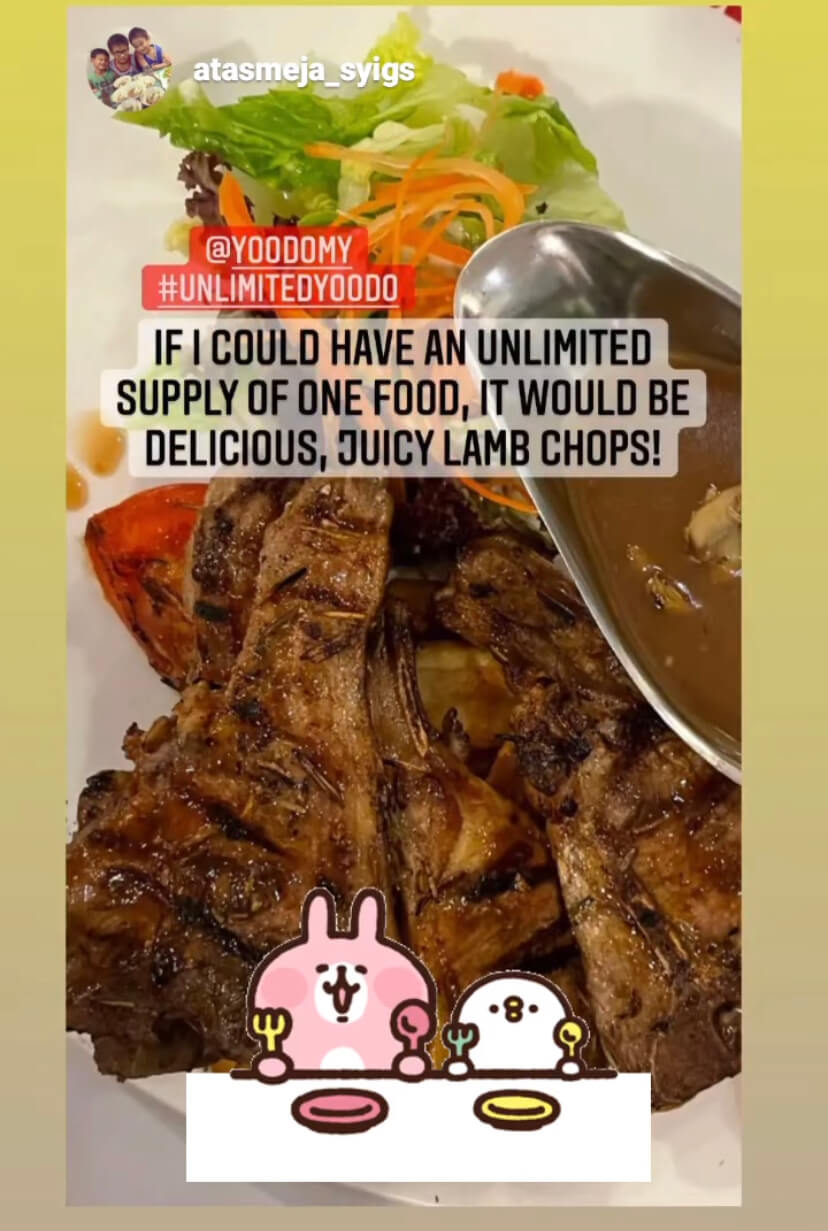 atasmeja_syigs
@YOODOMY
#UNLIMITEDYOODO
IF I COULD HAVE AN UNLIMITED
SUPPLY OF ONE FOOD, IT WOULD BE
DELICIOUS, JUICY LAMB CHOPS!